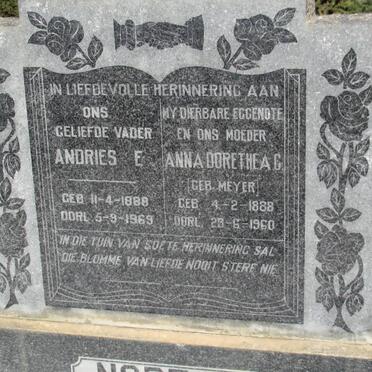 IN LIEFDEVOLLE HERINNERING AAN
ONS
GELIEFDE VADER
ANDRIES E.
GEB. 11-4-1888
OORL. 5-9-1969
MY DIERBARE EGGENOTE
EN ONS MOEDER
ANNA DORETHEA C.
(GEB. MEYER)
GEB. 4-2-1888
OORL. 23-6-1960
IN DIE TUIN VAN SOETE HERINNERING SAL
DIE BLOMME VAN LIEFDE NOOIT STERF NIE